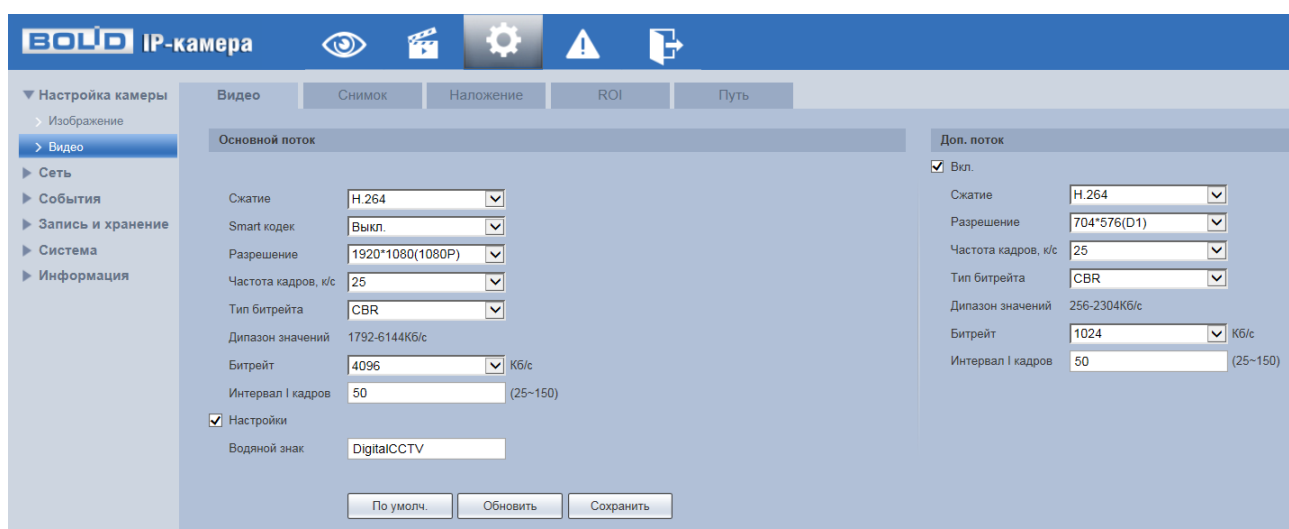 BOLID IP-камера
Настройка камеры
Изображение
Видео
Сеть
События
Запись и хранение
Система
Информация
Видео
Снимок
Наложение
ROI
Путь
Основной поток
Сжатие H.264
Smart кодек Выкл.
Разрешение 1920*1080(1080P)
Частота кадров, к/с 25
Тип битрейта CBR
Дипазон значений 1792-6144Кб/с
Битрейт 4096 Кб/с
Интервал I кадров 50 (25~150)
Настройки
Водяной знак DigitalCCTV
По умолч. Обновить Сохранить
Доп. поток
Вкл.
Сжатие H.264
Разрешение 704*576(D1)
Частота кадров, к/с 25
Тип битрейта CBR
Дипазон значений 256-2304Кб/с
Битрейт 1024 Кб/с
Интервал I кадров 50 (25~150)